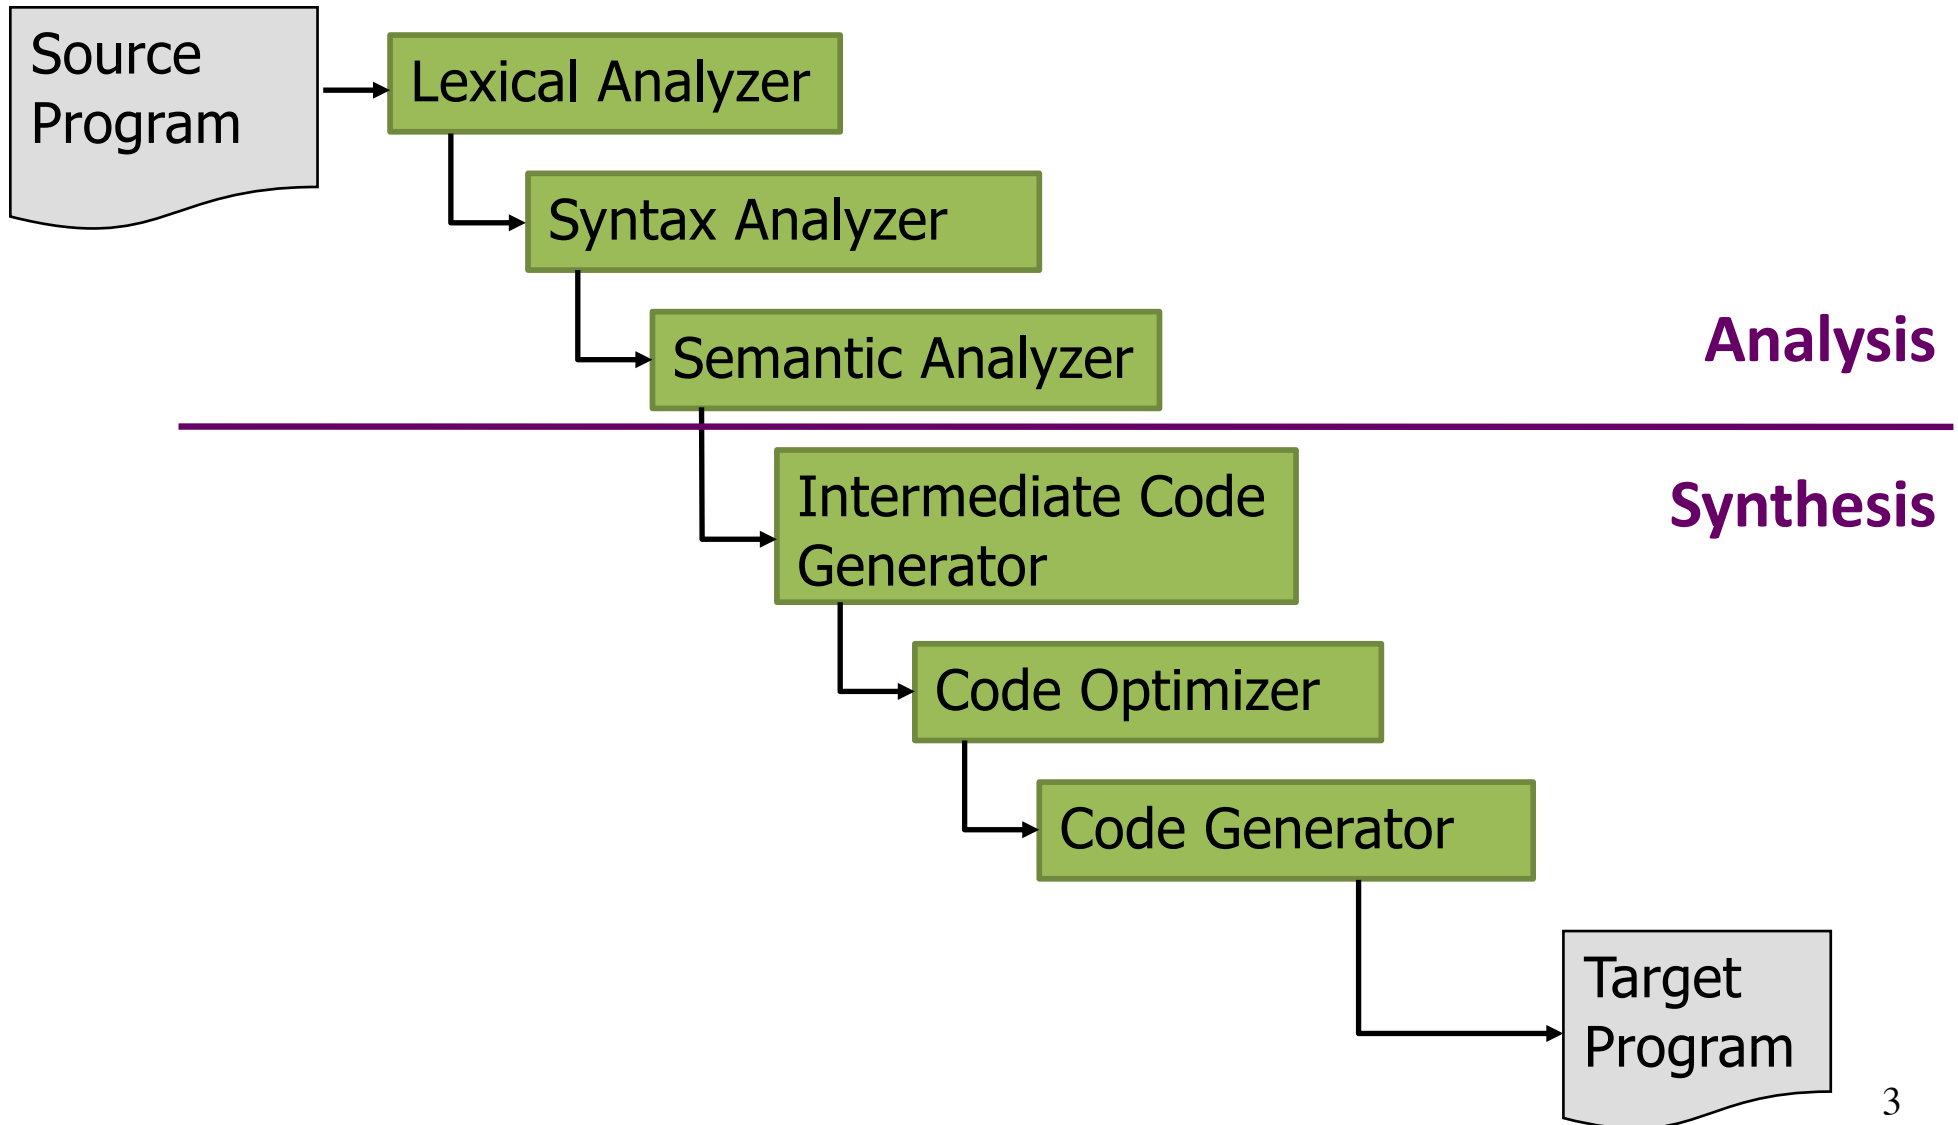 Source
Program
Lexical Analyzer
Syntax Analyzer
Semantic Analyzer
Analysis
Synthesis
Intermediate Code
Generator
Code Optimizer
Code Generator
Target
Program
3